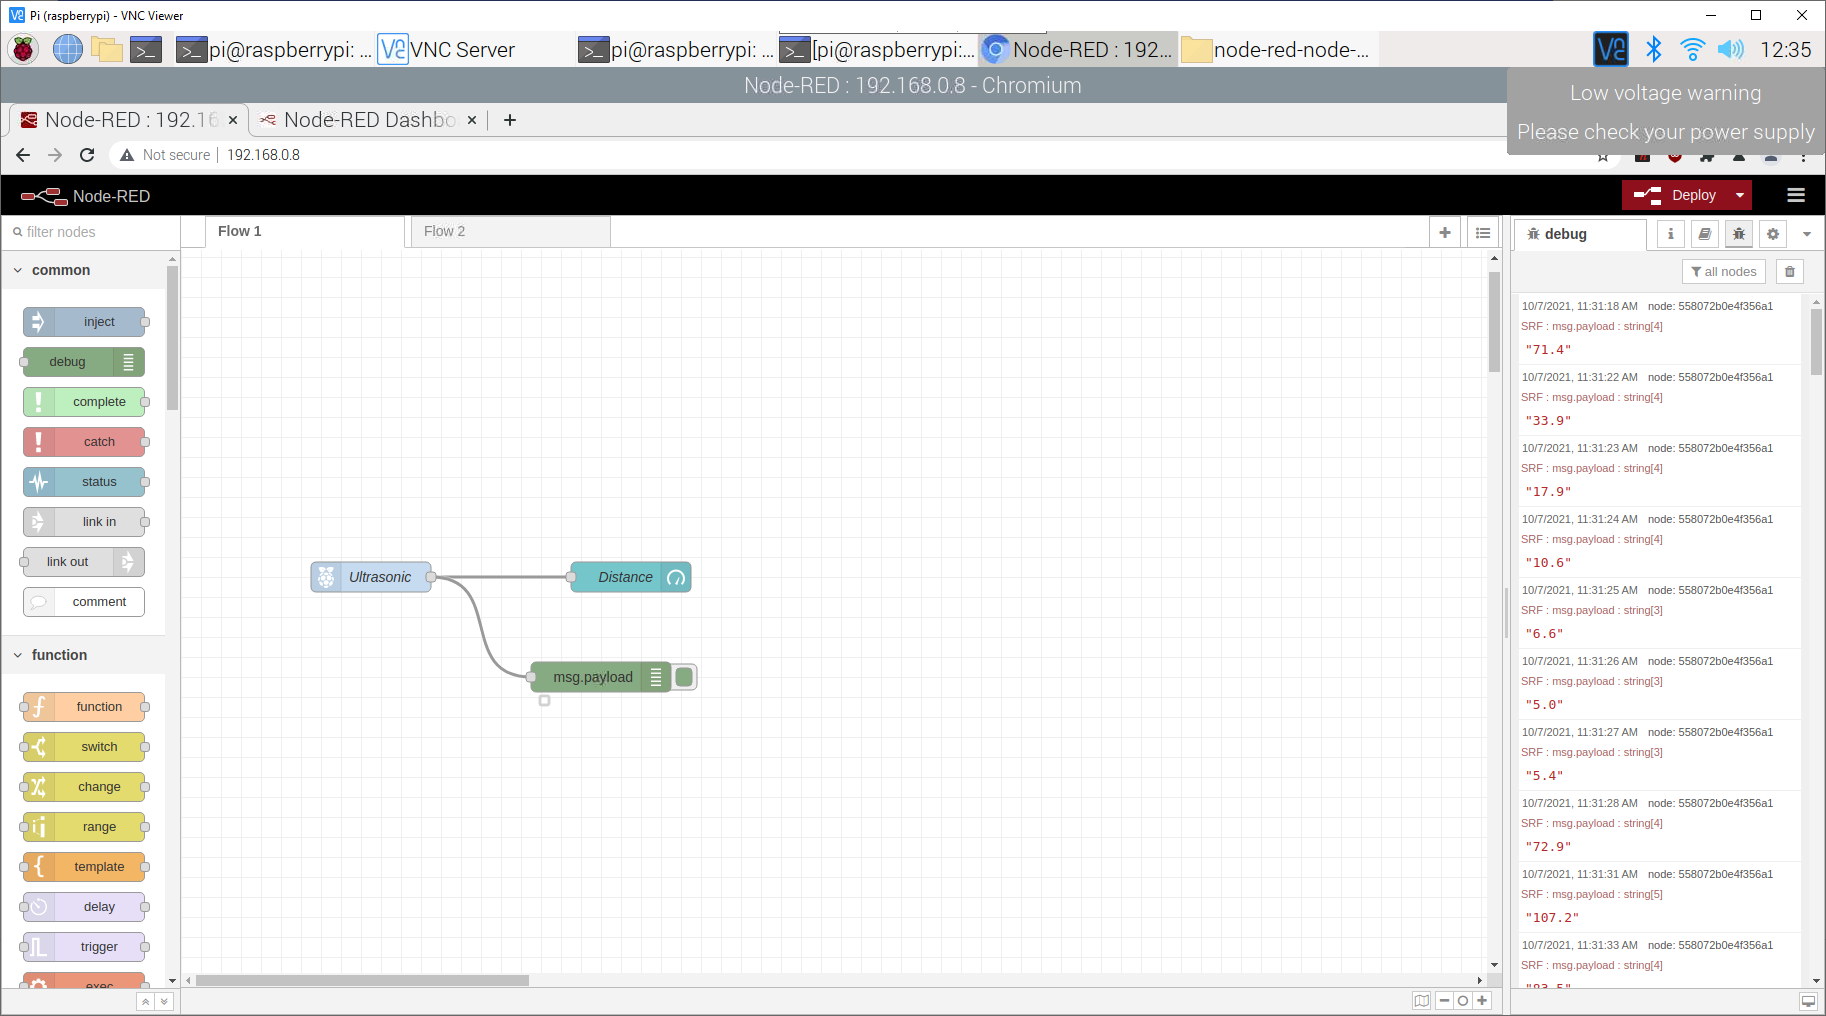 Pi (raspberrypi) - VNC Viewer
pi@raspberrypi: ...
VNC Server
pi@raspberrypi: ...
[pi@raspberrypi:...
Node-RED : 192...
node-red-node-...
12:35
Node-RED : 192.168.0.8 - Chromium
Low voltage warning
Please check your power supply
Node-RED : 192.16
Node-RED Dashbo
Not secure
192.168.0.8
Node-RED
Deploy
filter nodes
Flow 1
Flow 2
debug
all nodes
common
inject
debug
complete
catch
status
link in
link out
comment
function
function
switch
change
range
template
delay
trigger
exec
Ultrasonic
Distance
msg.payload
10/7/2021, 11:31:18 AM node: 558072b0e4f356a1
SRF : msg.payload : string[4]
"71.4"
10/7/2021, 11:31:22 AM node: 558072b0e4f356a1
SRF : msg.payload : string[4]
"33.9"
10/7/2021, 11:31:23 AM node: 558072b0e4f356a1
SRF : msg.payload : string[4]
"17.9"
10/7/2021, 11:31:24 AM node: 558072b0e4f356a1
SRF : msg.payload : string[4]
"10.6"
10/7/2021, 11:31:25 AM node: 558072b0e4f356a1
SRF : msg.payload : string[3]
"6.6"
10/7/2021, 11:31:26 AM node: 558072b0e4f356a1
SRF : msg.payload : string[3]
"5.0"
10/7/2021, 11:31:27 AM node: 558072b0e4f356a1
SRF : msg.payload : string[3]
"5.4"
10/7/2021, 11:31:28 AM node: 558072b0e4f356a1
SRF : msg.payload : string[4]
"72.9"
10/7/2021, 11:31:31 AM node: 558072b0e4f356a1
SRF : msg.payload : string[5]
"107.2"
10/7/2021, 11:31:33 AM node: 558072b0e4f356a1
SRF : msg.payload : string[4]
"83.5"